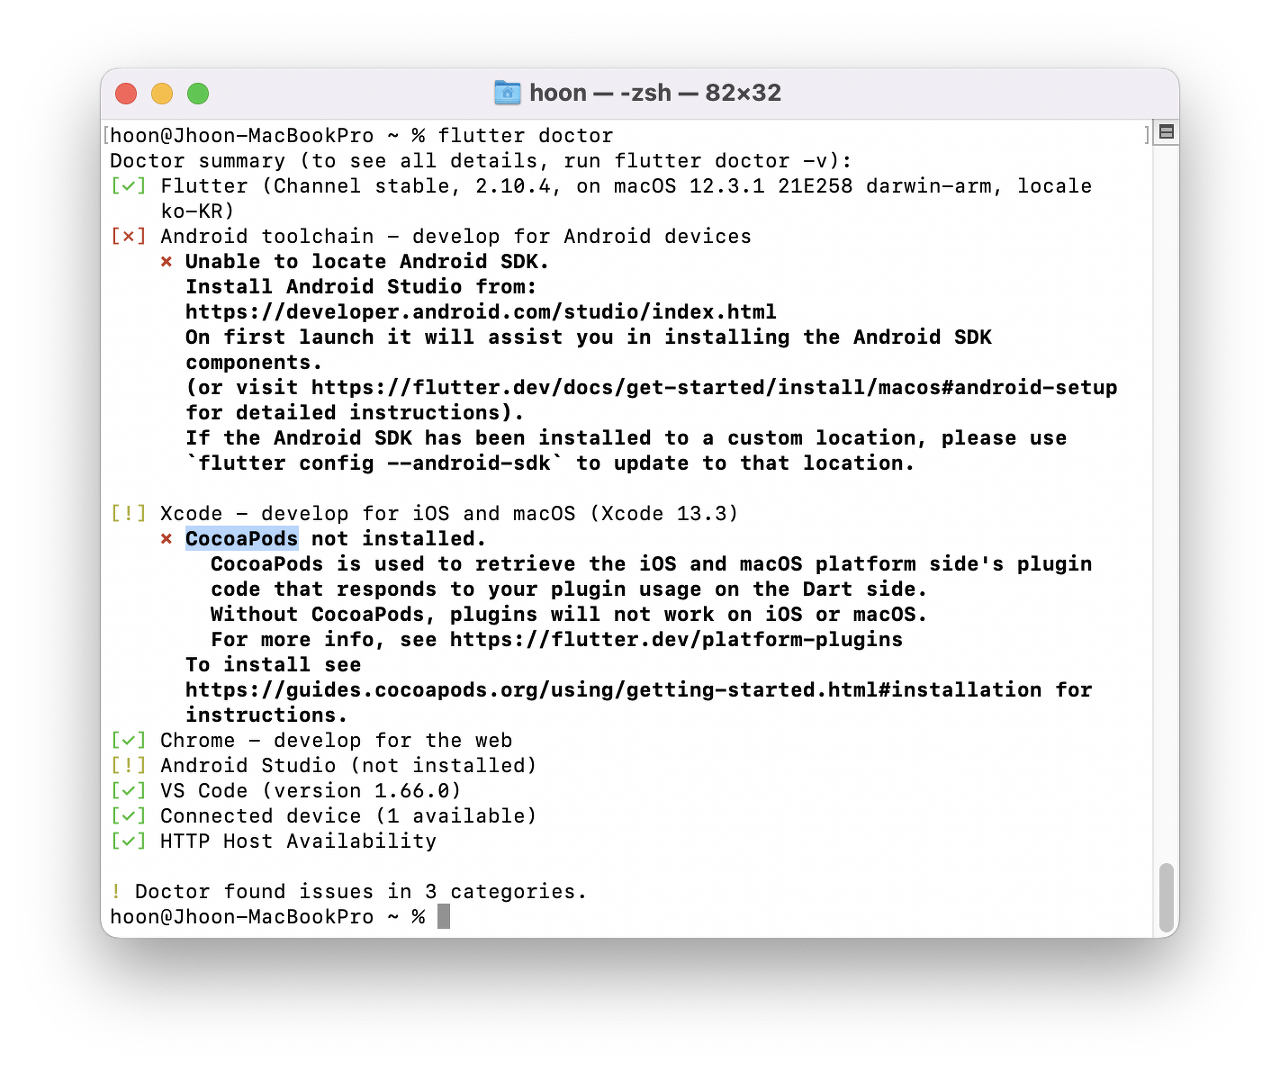 hoon — -zsh — 82×32
[hoon@Jhoon-MacBookPro ~ % flutter doctor ]
Doctor summary (to see all details, run flutter doctor -v):
[✓] Flutter (Channel stable, 2.10.4, on macOS 12.3.1 21E258 darwin-arm, locale
ko-KR)
[✗] Android toolchain - develop for Android devices
✗ Unable to locate Android SDK.
Install Android Studio from:
https://developer.android.com/studio/index.html
On first launch it will assist you in installing the Android SDK
components.
(or visit https://flutter.dev/docs/get-started/install/macos#android-setup
for detailed instructions).
If the Android SDK has been installed to a custom location, please use
`flutter config --android-sdk` to update to that location.
[!] Xcode - develop for iOS and macOS (Xcode 13.3)
✗ CocoaPods not installed.
CocoaPods is used to retrieve the iOS and macOS platform side's plugin
code that responds to your plugin usage on the Dart side.
Without CocoaPods, plugins will not work on iOS or macOS.
For more info, see https://flutter.dev/platform-plugins
To install see
https://guides.cocoapods.org/using/getting-started.html#installation for
instructions.
[✓] Chrome - develop for the web
[!] Android Studio (not installed)
[✓] VS Code (version 1.66.0)
[✓] Connected device (1 available)
[✓] HTTP Host Availability
! Doctor found issues in 3 categories.
hoon@Jhoon-MacBookPro ~ %